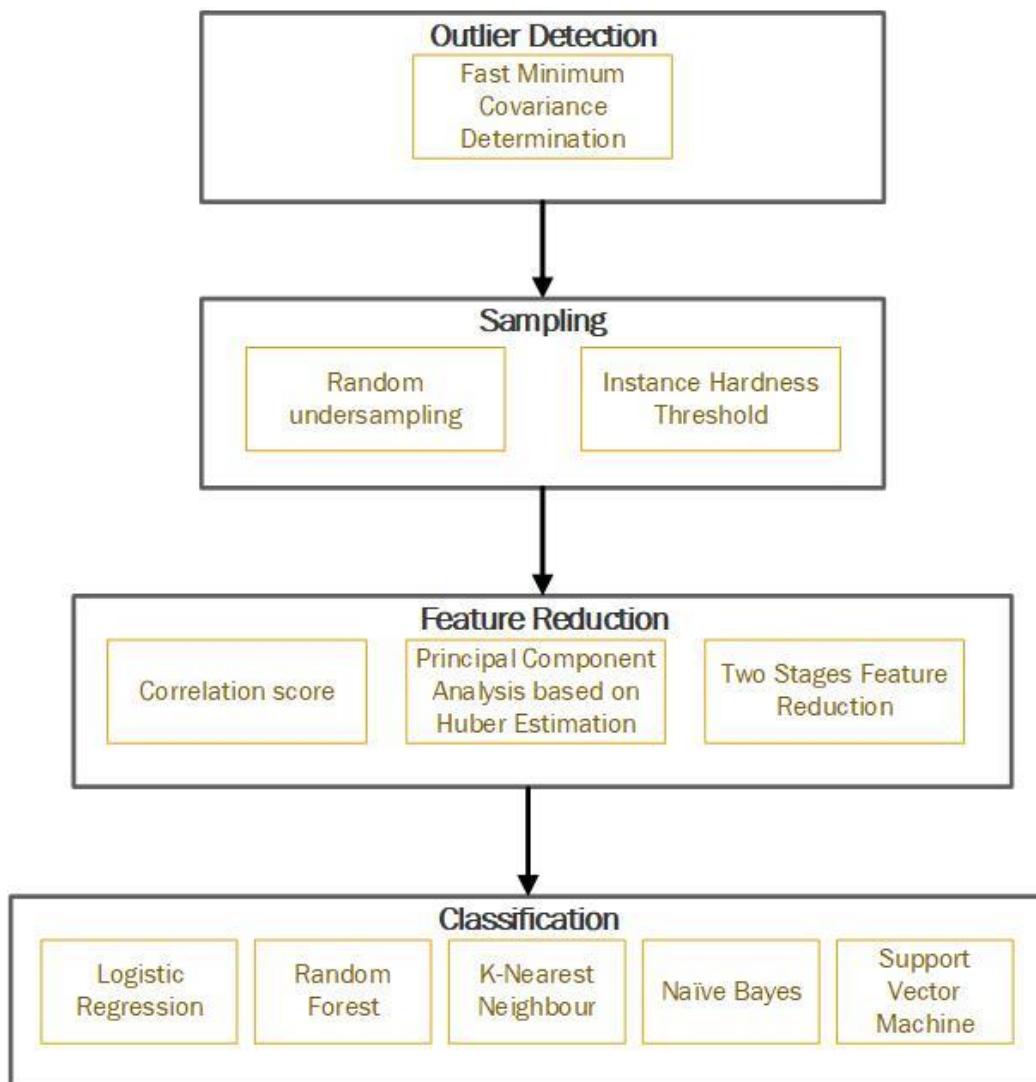 Outlier Detection
Fast Minimum
Covariance
Determination
Sampling
Random
undersampling
Instance Hardness
Threshold
Feature Reduction
Correlation score
Principal Component
Analysis based on
Huber Estimation
Two Stages Feature
Reduction
Classification
Logistic
Regression
Random
Forest
K-Nearest
Neighbour
Naïve Bayes
Support
Vector
Machine